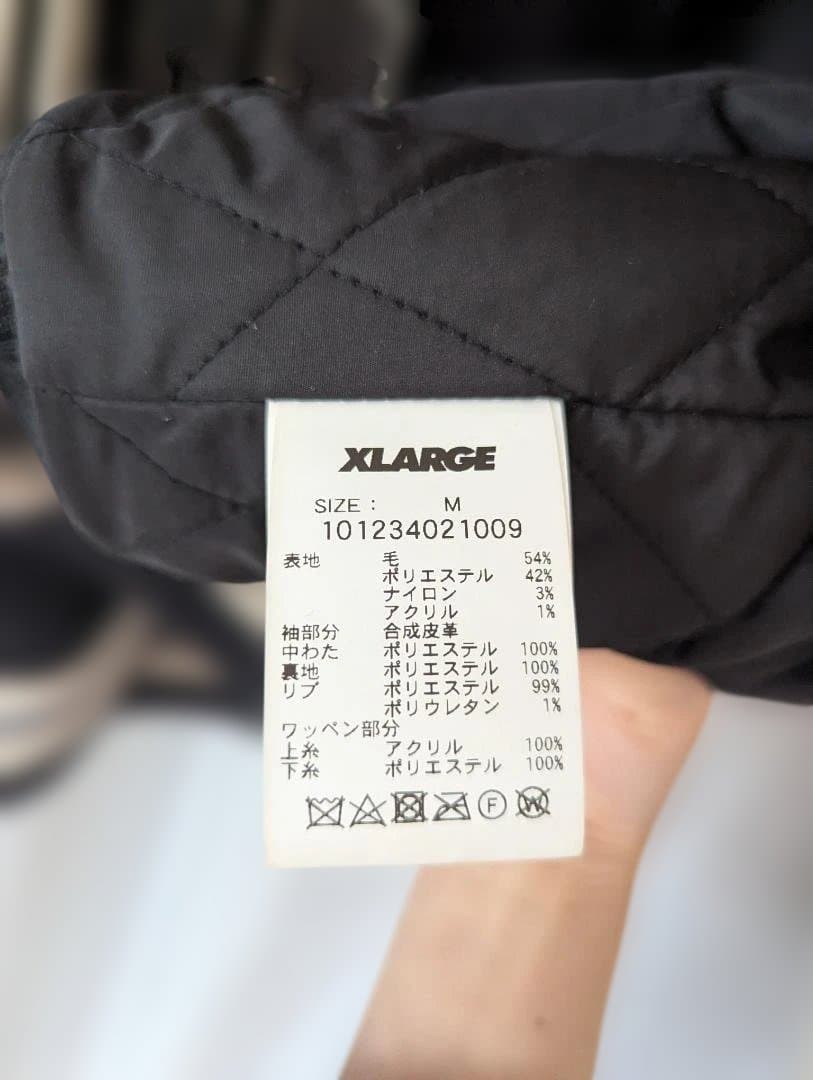 XLARGE
SIZE : M
101234021009
表地 毛 54%
ポリエステル 42%
ナイロン 3%
アクリル 1%
袖部分 合成皮革
中わた ポリエステル 100%
裏地 ポリエステル 100%
リブ ポリエステル 99%
ポリウレタン 1%
ワッペン部分
上糸 アクリル 100%
下糸 ポリエステル 100%
F W